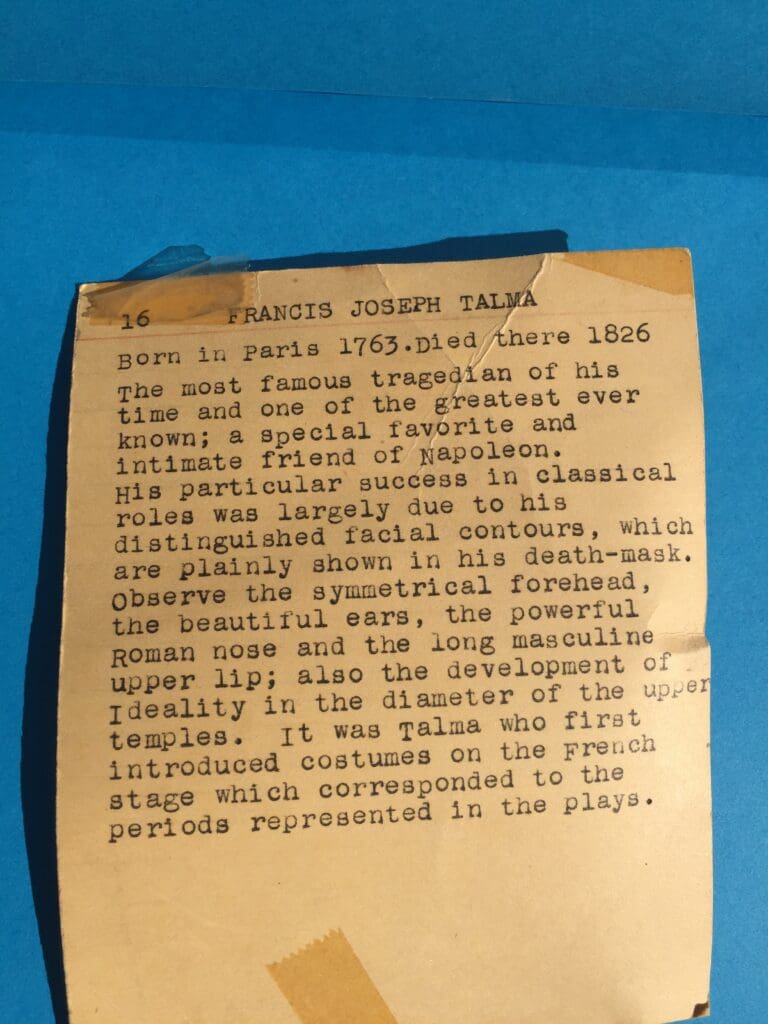 16 FRANCIS JOSEPH TALMA
Born in Paris 1763.Died there 1826
The most famous tragedian of his
time and one of the greatest ever
known; a special favorite and
intimate friend of Napoleon.
His particular success in classical
roles was largely due to his
distinguished facial contours, which
are plainly shown in his death-mask.
Observe the symmetrical forehead,
the beautiful ears, the powerful
Roman nose and the long masculine
upper lip; also the development of
Ideality in the diameter of the upper
temples. It was Talma who first
introduced costumes on the French
stage which corresponded to the
periods represented in the plays.